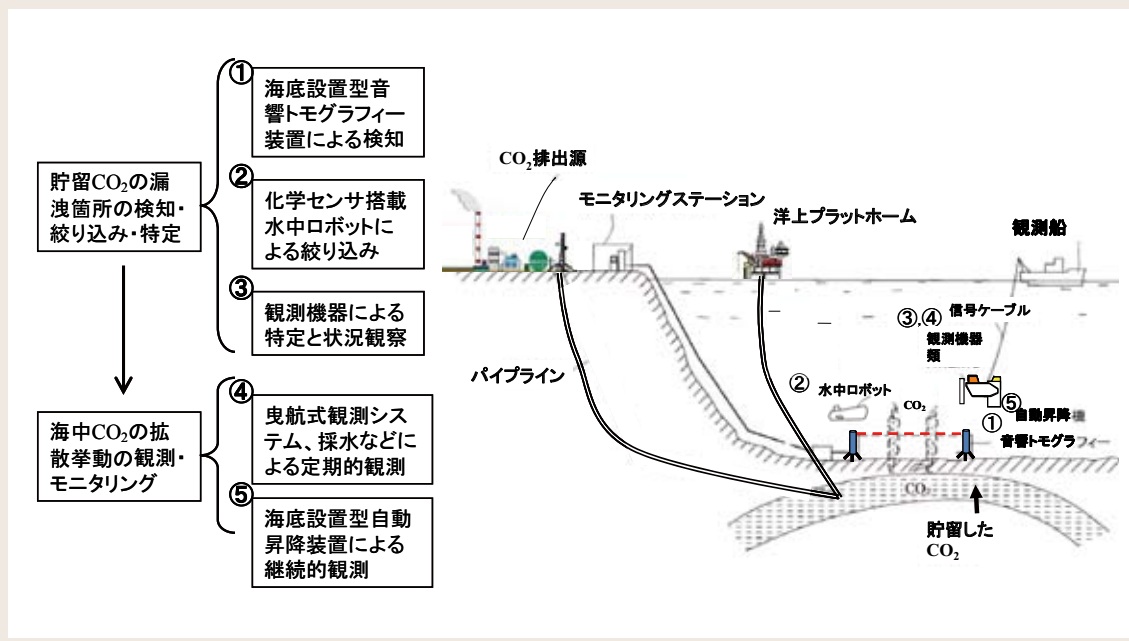 ①
海底設置型音
響トモグラフィー
装置による検知
貯留CO₂の漏
洩箇所の検知・
絞り込み・特定
②
化学センサ搭載
水中ロボットに
よる絞り込み
③
観測機器による
特定と状況観察
海中CO₂の拡
散挙動の観測・
モニタリング
④
曳航式観測シス
テム、採水などに
よる定期的観測
⑤
海底設置型自動
昇降装置による
継続的観測
CO₂排出源
モニタリングステーション
洋上プラットホーム
観測船
③,④
信号ケーブル
観測機器
類
パイプライン
②
水中ロボット
CO₂
⑤
自動昇降機
①
音響トモグラフィー
CO₂
貯留した
CO₂